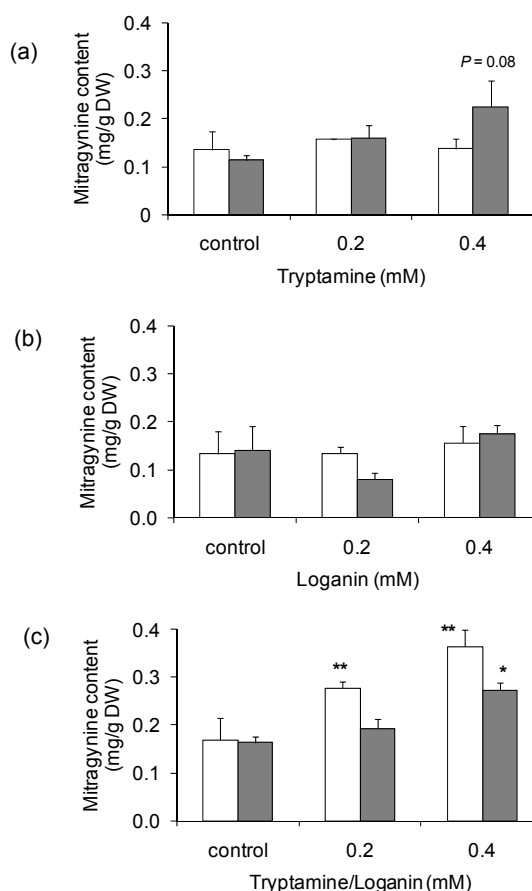 (a)
Mitragynine content
(mg/g DW)
0.4
0.3
0.2
0.1
0
P = 0.08
control 0.2 0.4
Tryptamine (mM)
(b)
Mitragynine content
(mg/g DW)
0.4
0.3
0.2
0.1
0.0
control 0.2 0.4
Loganin (mM)
(c)
Mitragynine content
(mg/g DW)
0.4
0.3
0.2
0.1
0.0
**
**
*
control 0.2 0.4
Tryptamine/Loganin (mM)